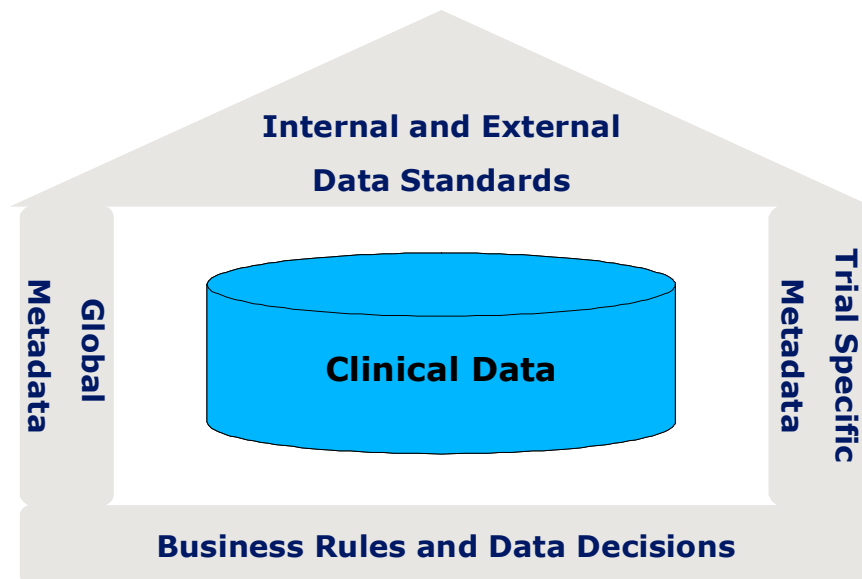 Internal and External
Data Standards
Global
Metadata
Clinical Data
Trial Specific
Metadata
Business Rules and Data Decisions